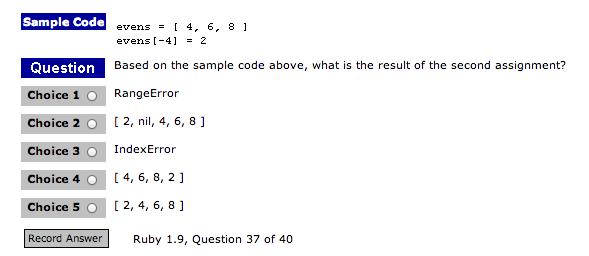 Sample Code
evens = [ 4, 6, 8 ]
evens[-4] = 2
Question Based on the sample code above, what is the result of the second assignment?
Choice 1 RangeError
Choice 2 [ 2, nil, 4, 6, 8 ]
Choice 3 IndexError
Choice 4 [ 4, 6, 8, 2 ]
Choice 5 [ 2, 4, 6, 8 ]
Record Answer Ruby 1.9, Question 37 of 40